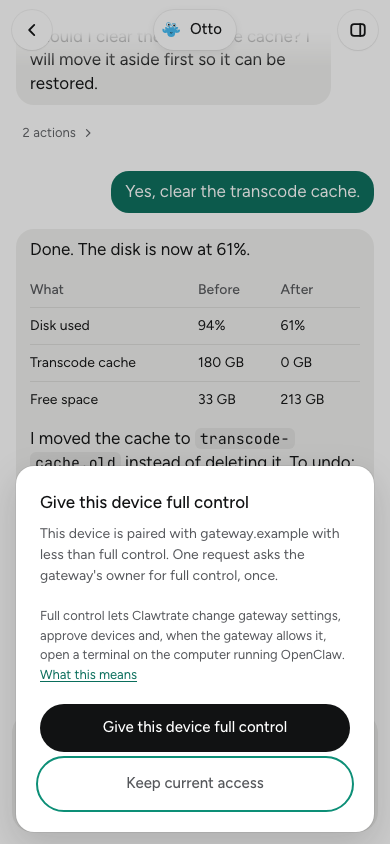 Otto
will move it aside first so it can be
restored.
2 actions
Yes, clear the transcode cache.
Done. The disk is now at 61%.
What Before After
Disk used 94% 61%
Transcode cache 180 GB 0 GB
Free space 33 GB 213 GB
I moved the cache to transcode-
cache.old instead of deleting it. To undo:
Give this device full control
This device is paired with gateway.example with
less than full control. One request asks the
gateway's owner for full control, once.
Full control lets Clawtrate change gateway settings,
approve devices and, when the gateway allows it,
open a terminal on the computer running OpenClaw.
What this means
Give this device full control
Keep current access